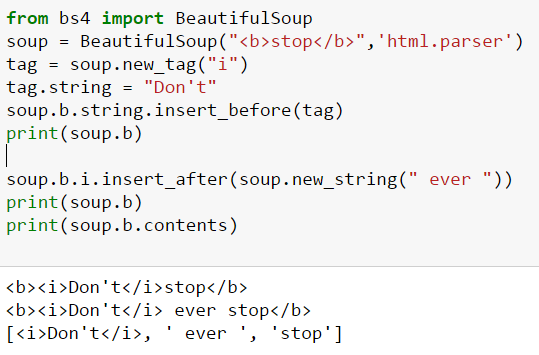 from bs4 import BeautifulSoup
soup = BeautifulSoup("<b>stop</b>",'html.parser')
tag = soup.new_tag("i")
tag.string = "Don't"
soup.b.string.insert_before(tag)
print(soup.b)
soup.b.i.insert_after(soup.new_string(" ever "))
print(soup.b)
print(soup.b.contents)
<b><i>Don't</i>stop</b>
<b><i>Don't</i> ever stop</b>
[<i>Don't</i>, ' ever ', 'stop']